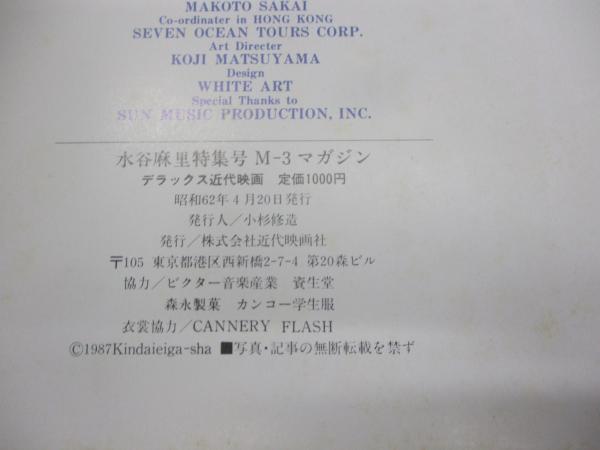 MAKOTO SAKAI
Co-ordinater in HONG KONG
SEVEN OCEAN TOURS CORP.
Art Directer
KOJI MATSUYAMA
Design
WHITE ART
Special Thanks to
SUN MUSIC PRODUCTION, INC.
水谷麻里特集号 M-3 マガジン
デラックス近代映画 定価1000円
昭和62年4月20日発行
発行人/小杉修造
発行/株式会社近代映画社
〒105 東京都港区西新橋2-7-4 第20森ビル
協力/ビクター音楽産業 資生堂
森永製菓 カンコー学生服
衣裳協力/CANNERY FLASH
©1987Kindaieiga-sha ■写真・記事の無断転載を禁ず